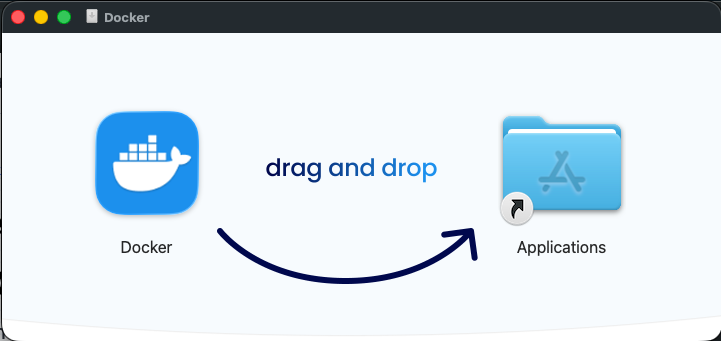 Docker
drag and drop
Docker
Applications